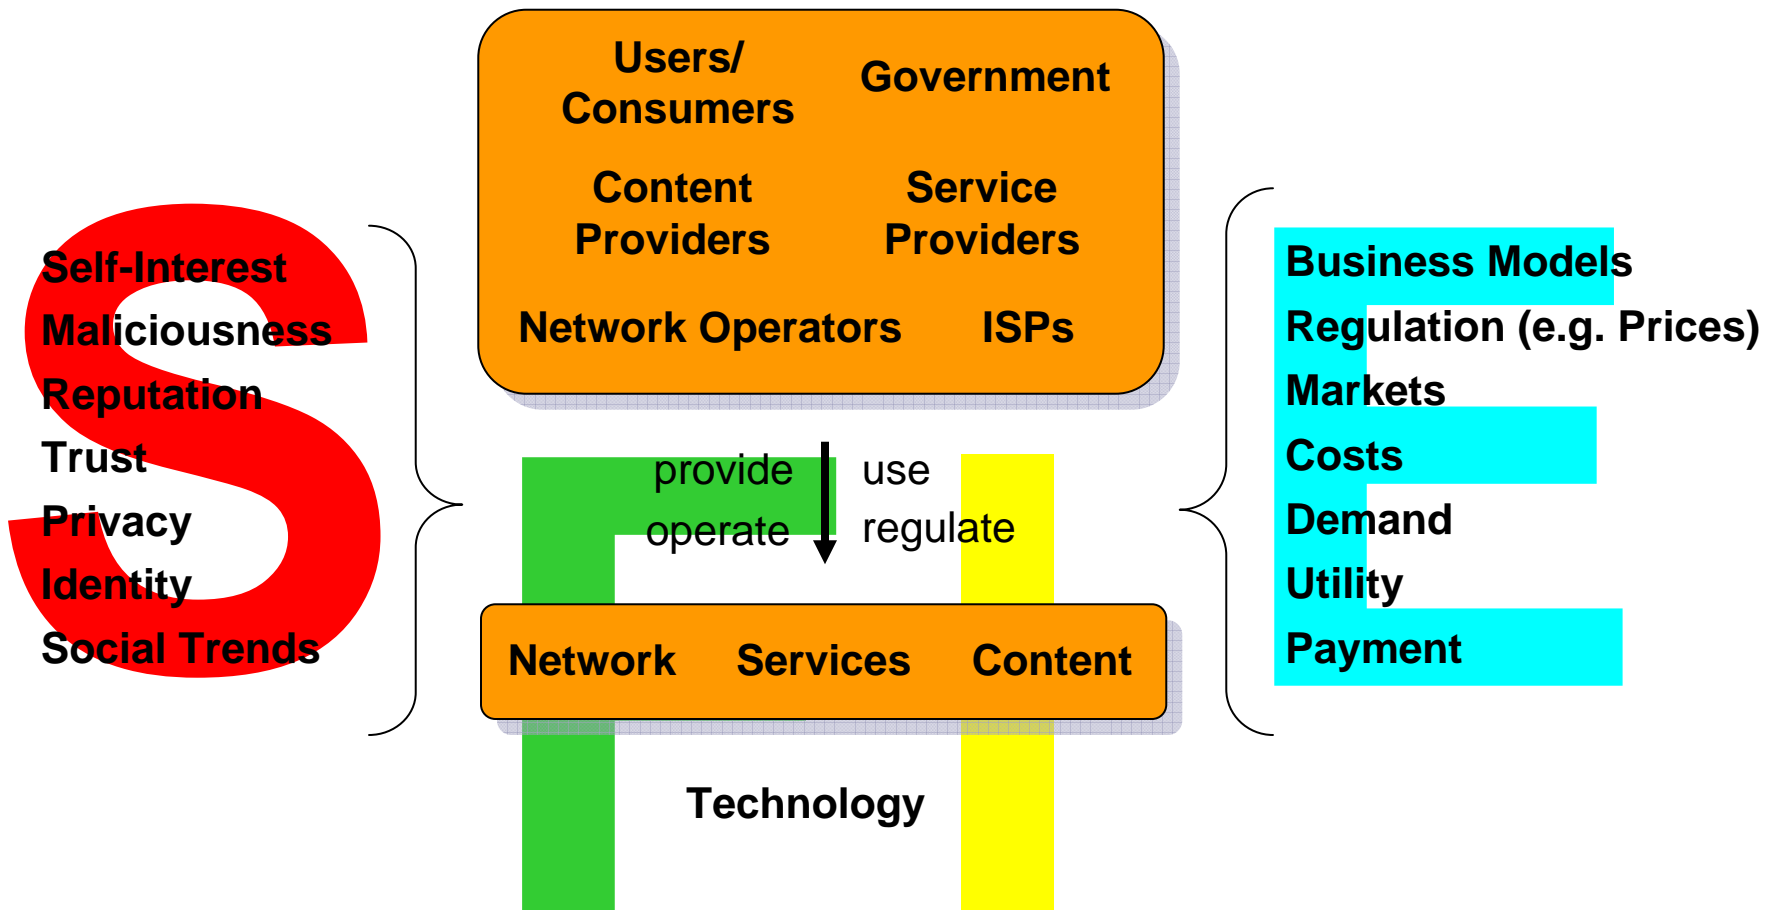 Users/
Consumers
Government
Content
Providers
Service
Providers
Network Operators
ISPs
S
Self-Interest
Maliciousness
Reputation
Trust
Privacy
Identity
Social Trends
provide
operate
use
regulate
Network
Services
Content
Technology
F
I
E
Business Models
Regulation (e.g. Prices)
Markets
Costs
Demand
Utility
Payment